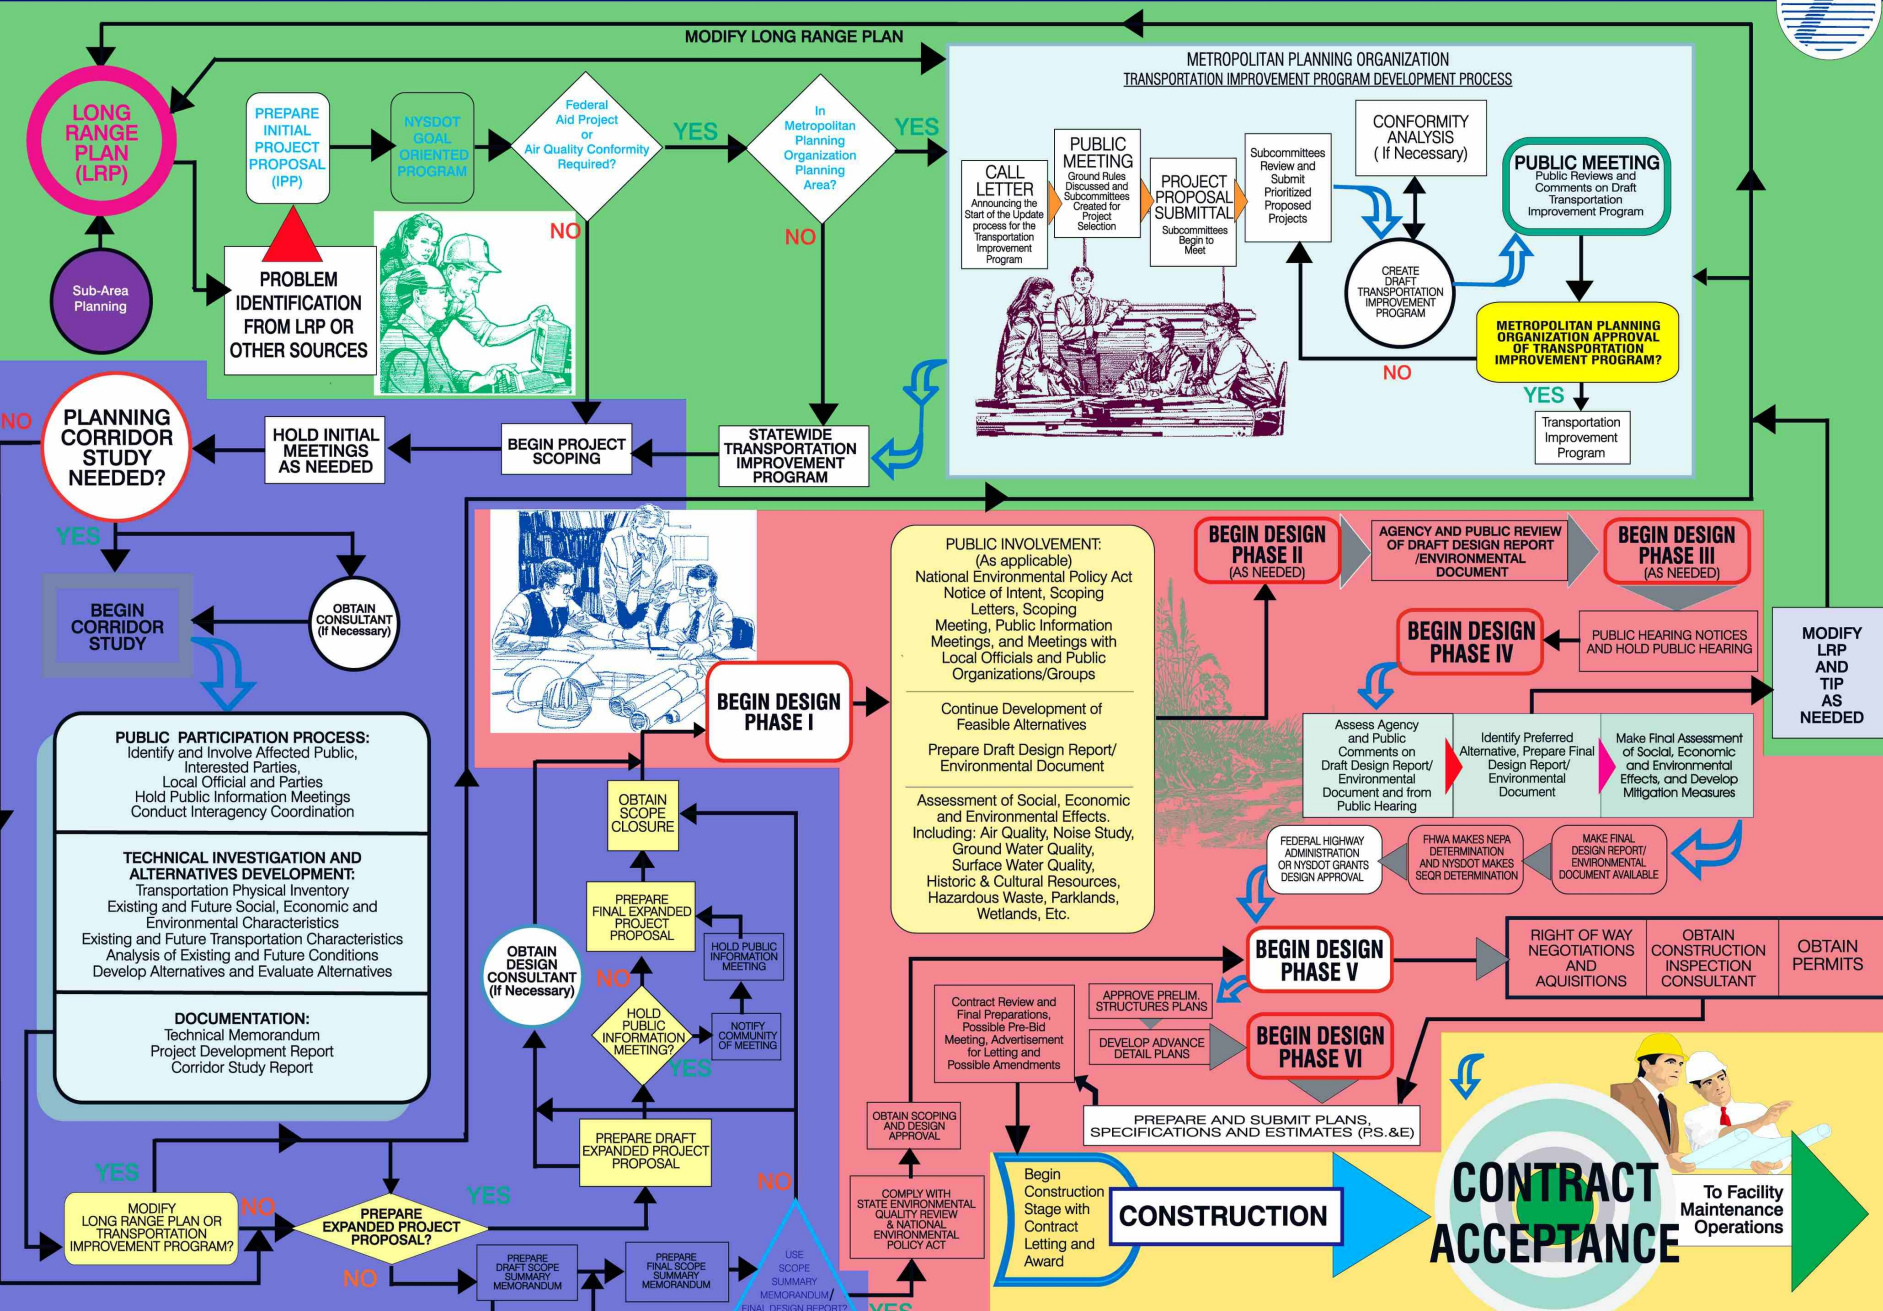 MODIFY LONG RANGE PLAN
LONG
RANGE
PLAN
(LRP)
PREPARE
INITIAL
PROJECT
PROPOSAL
(IPP)
NYSDOT
GOAL
ORIENTED
PROGRAM
Federal
Aid Project
or
Air Quality Conformity
Required?
YES
In
Metropolitan
Planning
Organization
Planning
Area?
YES
NO
NO
Sub-Area
Planning
PROBLEM
IDENTIFICATION
FROM LRP OR
OTHER SOURCES
METROPOLITAN PLANNING ORGANIZATION
TRANSPORTATION IMPROVEMENT PROGRAM DEVELOPMENT PROCESS
CALL
LETTER
Announcing the
Start of the Update
process for the
Transportation
Improvement
Program
PUBLIC
MEETING
Ground Rules
Discussed and
Subcommittees
Created for
Project
Selection
PROJECT
PROPOSAL
SUBMITTAL
Subcommittees
Begin to
Meet
Subcommittees
Review and
Submit
Prioritized
Proposed
Projects
CONFORMITY
ANALYSIS
( If Necessary)
CREATE
DRAFT
TRANSPORTATION
IMPROVEMENT
PROGRAM
PUBLIC MEETING
Public Reviews and
Comments on Draft
Transportation
Improvement Program
METROPOLITAN PLANNING
ORGANIZATION APPROVAL
OF TRANSPORTATION
IMPROVEMENT PROGRAM?
NO
YES
Transportation
Improvement
Program
STATEWIDE
TRANSPORTATION
IMPROVEMENT
PROGRAM
BEGIN PROJECT
SCOPING
HOLD INITIAL
MEETINGS
AS NEEDED
NO
PLANNING
CORRIDOR
STUDY
NEEDED?
YES
BEGIN
CORRIDOR
STUDY
OBTAIN
CONSULTANT
(If Necessary)
PUBLIC PARTICIPATION PROCESS:
Identify and Involve Affected Public,
Interested Parties,
Local Official and Parties
Hold Public Information Meetings
Conduct Interagency Coordination
TECHNICAL INVESTIGATION AND
ALTERNATIVES DEVELOPMENT:
Transportation Physical Inventory
Existing and Future Social, Economic and
Environmental Characteristics
Existing and Future Transportation Characteristics
Analysis of Existing and Future Conditions
Develop Alternatives and Evaluate Alternatives
DOCUMENTATION:
Technical Memorandum
Project Development Report
Corridor Study Report
YES
MODIFY
LONG RANGE PLAN OR
TRANSPORTATION
IMPROVEMENT PROGRAM?
NO
PREPARE
EXPANDED PROJECT
PROPOSAL?
YES
NO
PREPARE
DRAFT SCOPE
SUMMARY
MEMORANDUM
PREPARE
FINAL SCOPE
SUMMARY
MEMORANDUM
USE
SCOPE
SUMMARY
MEMORANDUM/
FINAL DESIGN REPORT?
NO
YES
PREPARE DRAFT
EXPANDED PROJECT
PROPOSAL
HOLD
PUBLIC
INFORMATION
MEETING?
NO
YES
NOTIFY
COMMUNITY
OF MEETING
HOLD PUBLIC
INFORMATION
MEETING
PREPARE
FINAL EXPANDED
PROJECT
PROPOSAL
OBTAIN
SCOPE
CLOSURE
OBTAIN
DESIGN
CONSULTANT
(If Necessary)
BEGIN DESIGN
PHASE I
PUBLIC INVOLVEMENT:
(As applicable)
National Environmental Policy Act
Notice of Intent, Scoping
Letters, Scoping
Meeting, Public Information
Meetings, and Meetings with
Local Officials and Public
Organizations/Groups
Continue Development of
Feasible Alternatives
Prepare Draft Design Report/
Environmental Document
Assessment of Social, Economic
and Environmental Effects.
Including: Air Quality, Noise Study,
Ground Water Quality,
Surface Water Quality,
Historic & Cultural Resources,
Hazardous Waste, Parklands,
Wetlands, Etc.
BEGIN DESIGN
PHASE II
(AS NEEDED)
AGENCY AND PUBLIC REVIEW
OF DRAFT DESIGN REPORT
/ENVIRONMENTAL
DOCUMENT
BEGIN DESIGN
PHASE III
(AS NEEDED)
PUBLIC HEARING NOTICES
AND HOLD PUBLIC HEARING
BEGIN DESIGN
PHASE IV
MODIFY
LRP
AND
TIP
AS
NEEDED
Assess Agency
and Public
Comments on
Draft Design Report/
Environmental
Document and from
Public Hearing
Identify Preferred
Alternative, Prepare Final
Design Report/
Environmental
Document
Make Final Assessment
of Social, Economic
and Environmental
Effects, and Develop
Mitigation Measures
FEDERAL HIGHWAY
ADMINISTRATION
OR NYSDOT GRANTS
DESIGN APPROVAL
FHWA MAKES NEPA
DETERMINATION
AND NYSDOT MAKES
SEQR DETERMINATION
MAKE FINAL
DESIGN REPORT/
ENVIRONMENTAL
DOCUMENT AVAILABLE
BEGIN DESIGN
PHASE V
RIGHT OF WAY
NEGOTIATIONS
AND
AQUISITIONS
OBTAIN
CONSTRUCTION
INSPECTION
CONSULTANT
OBTAIN
PERMITS
APPROVE PRELIM.
STRUCTURES PLANS
DEVELOP ADVANCE
DETAIL PLANS
BEGIN DESIGN
PHASE VI
Contract Review and
Final Preparations,
Possible Pre-Bid
Meeting, Advertisement
for Letting and
Possible Amendments
PREPARE AND SUBMIT PLANS,
SPECIFICATIONS AND ESTIMATES (P.S.&E)
OBTAIN SCOPING
AND DESIGN
APPROVAL
COMPLY WITH
STATE ENVIRONMENTAL
QUALITY REVIEW
& NATIONAL
ENVIRONMENTAL
POLICY ACT
Begin
Construction
Stage with
Contract
Letting and
Award
CONSTRUCTION
CONTRACT
ACCEPTANCE
To Facility
Maintenance
Operations